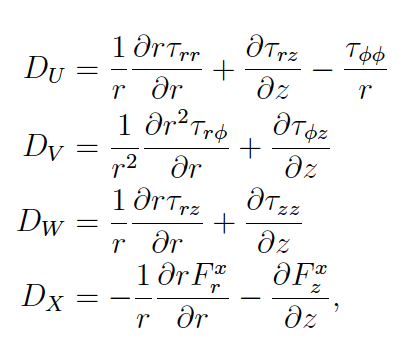 D_U = \frac{1}{r} \frac{\partial r \tau_{rr}}{\partial r} + \frac{\partial \tau_{rz}}{\partial z} - \frac{\tau_{\phi\phi}}{r}
D_V = \frac{1}{r^2} \frac{\partial r^2 \tau_{r\phi}}{\partial r} + \frac{\partial \tau_{\phi z}}{\partial z}
D_W = \frac{1}{r} \frac{\partial r \tau_{rz}}{\partial r} + \frac{\partial \tau_{zz}}{\partial z}
D_X = -\frac{1}{r} \frac{\partial r F_r^x}{\partial r} - \frac{\partial F_z^x}{\partial z},